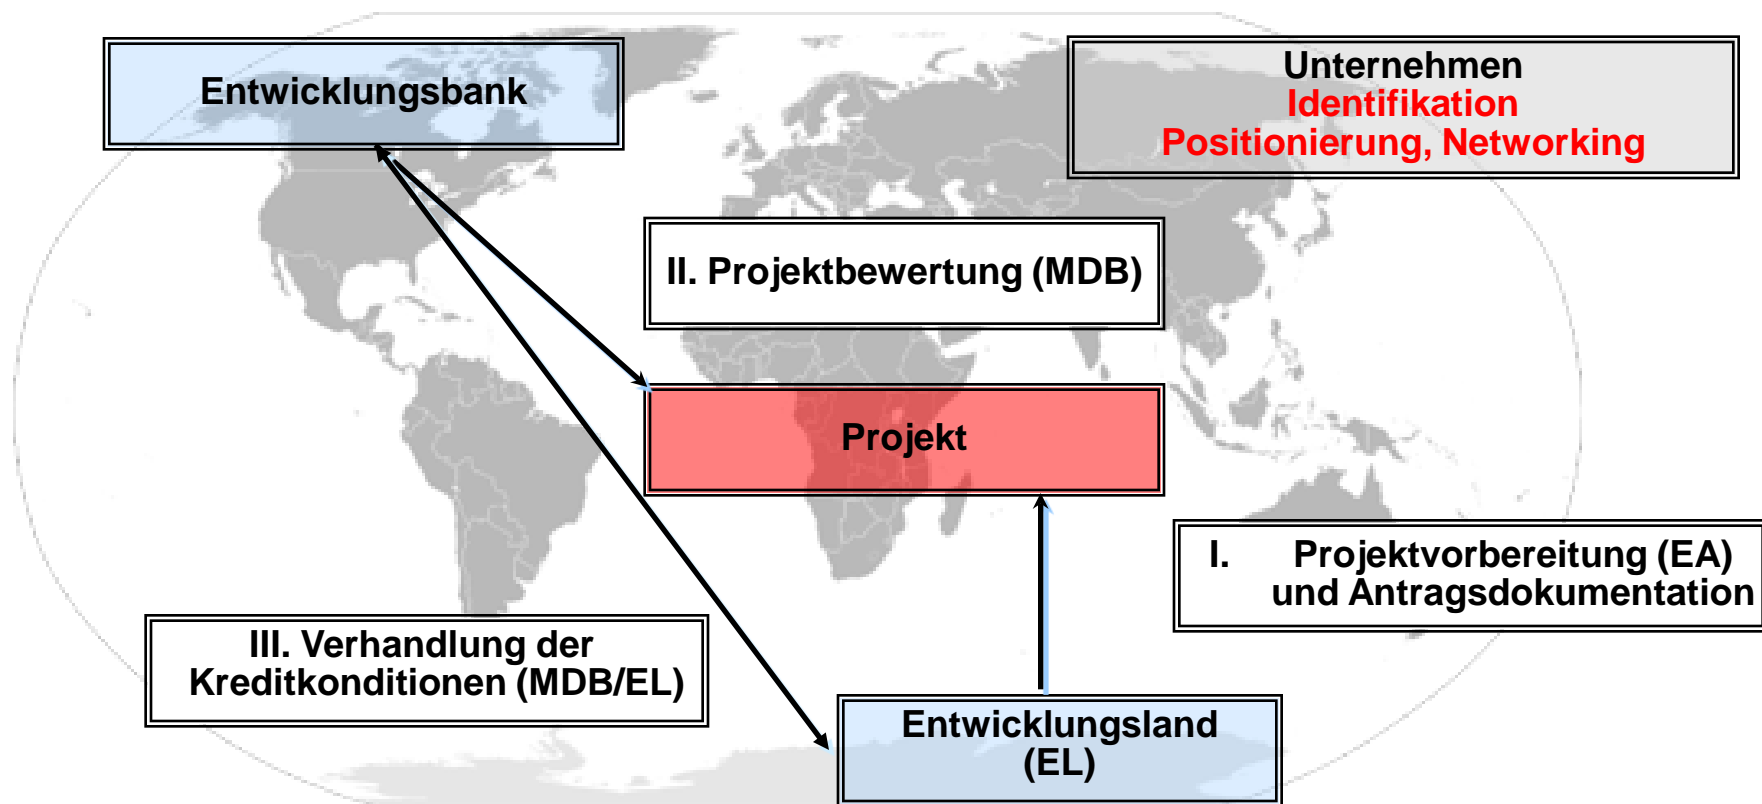 Entwicklungsbank
Unternehmen
Identifikation
Positionierung, Networking
II. Projektbewertung (MDB)
Projekt
I. Projektvorbereitung (EA)
und Antragsdokumentation
III. Verhandlung der
Kreditkonditionen (MDB/EL)
Entwicklungsland
(EL)